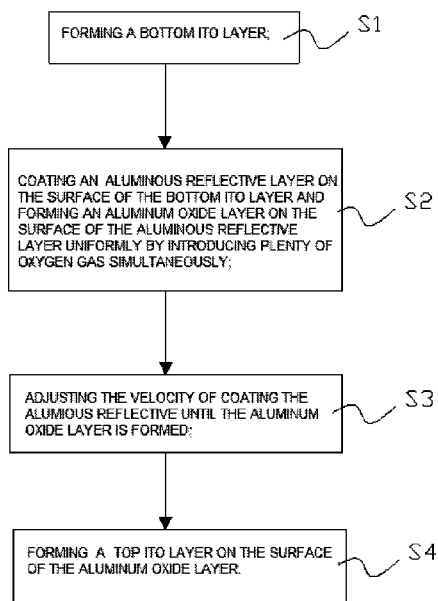 FORMING A BOTTOM ITO LAYER;
S1
COATING AN ALUMINOUS REFLECTIVE LAYER ON
THE SURFACE OF THE BOTTOM ITO LAYER AND
FORMING AN ALUMINUM OXIDE LAYER ON THE
SURFACE OF THE ALUMINOUS REFLECTIVE
LAYER UNIFORMLY BY INTRODUCING PLENTY OF
OXYGEN GAS SIMULTANEOUSLY;
S2
ADJUSTING THE VELOCITY OF COATING THE
ALUMIOUS REFLECTIVE UNTIL THE ALUMINUM
OXIDE LAYER IS FORMED;
S3
FORMING A TOP ITO LAYER ON THE SURFACE
OF THE ALUMINUM OXIDE LAYER.
S4